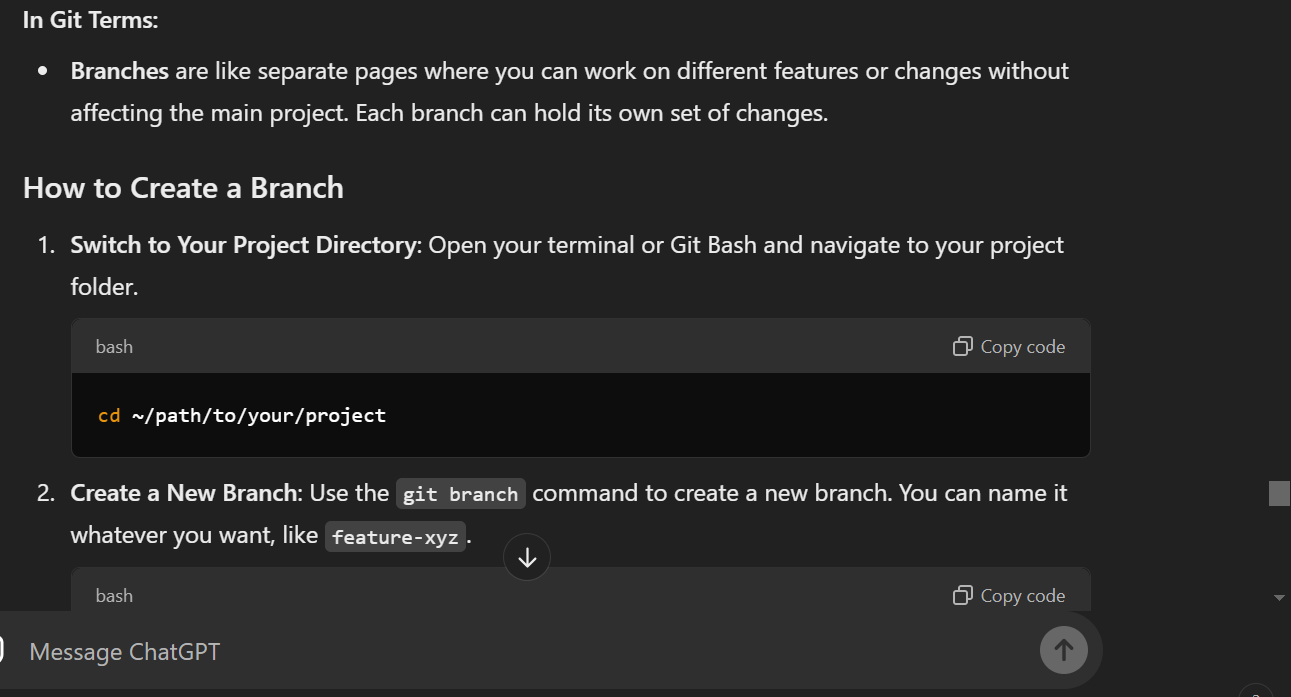 In Git Terms:
• Branches are like separate pages where you can work on different features or changes without
affecting the main project. Each branch can hold its own set of changes.
How to Create a Branch
1. Switch to Your Project Directory: Open your terminal or Git Bash and navigate to your project
folder.
bash Copy code
cd ~/path/to/your/project
2. Create a New Branch: Use the git branch command to create a new branch. You can name it
whatever you want, like feature-xyz.
bash Copy code
Message ChatGPT